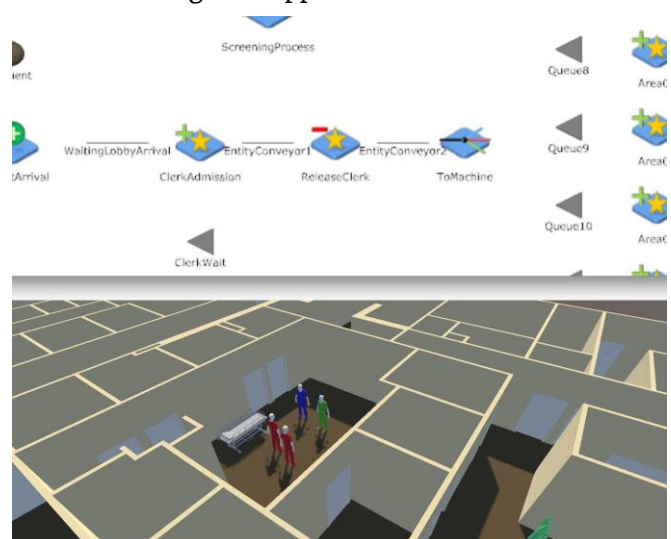 ScreeningProcess
Queue8
WaitingLobbyArrival
EntityConveyor1
EntityConveyor2
ClerkAdmission
ReleaseClerk
ToMachine
Queue9
Queue10
ClerkWait